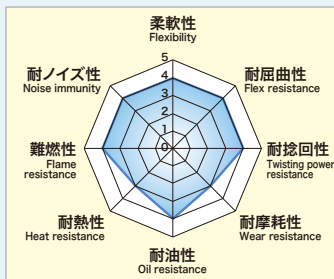 柔軟性
Flexibility
耐ノイズ性
Noise immunity
耐屈曲性
Flex resistance
5
4
3
2
1
0
難燃性
Flame
resistance
耐捻回性
Twisting power
resistance
耐熱性
Heat resistance
耐摩耗性
Wear resistance
耐油性
Oil resistance